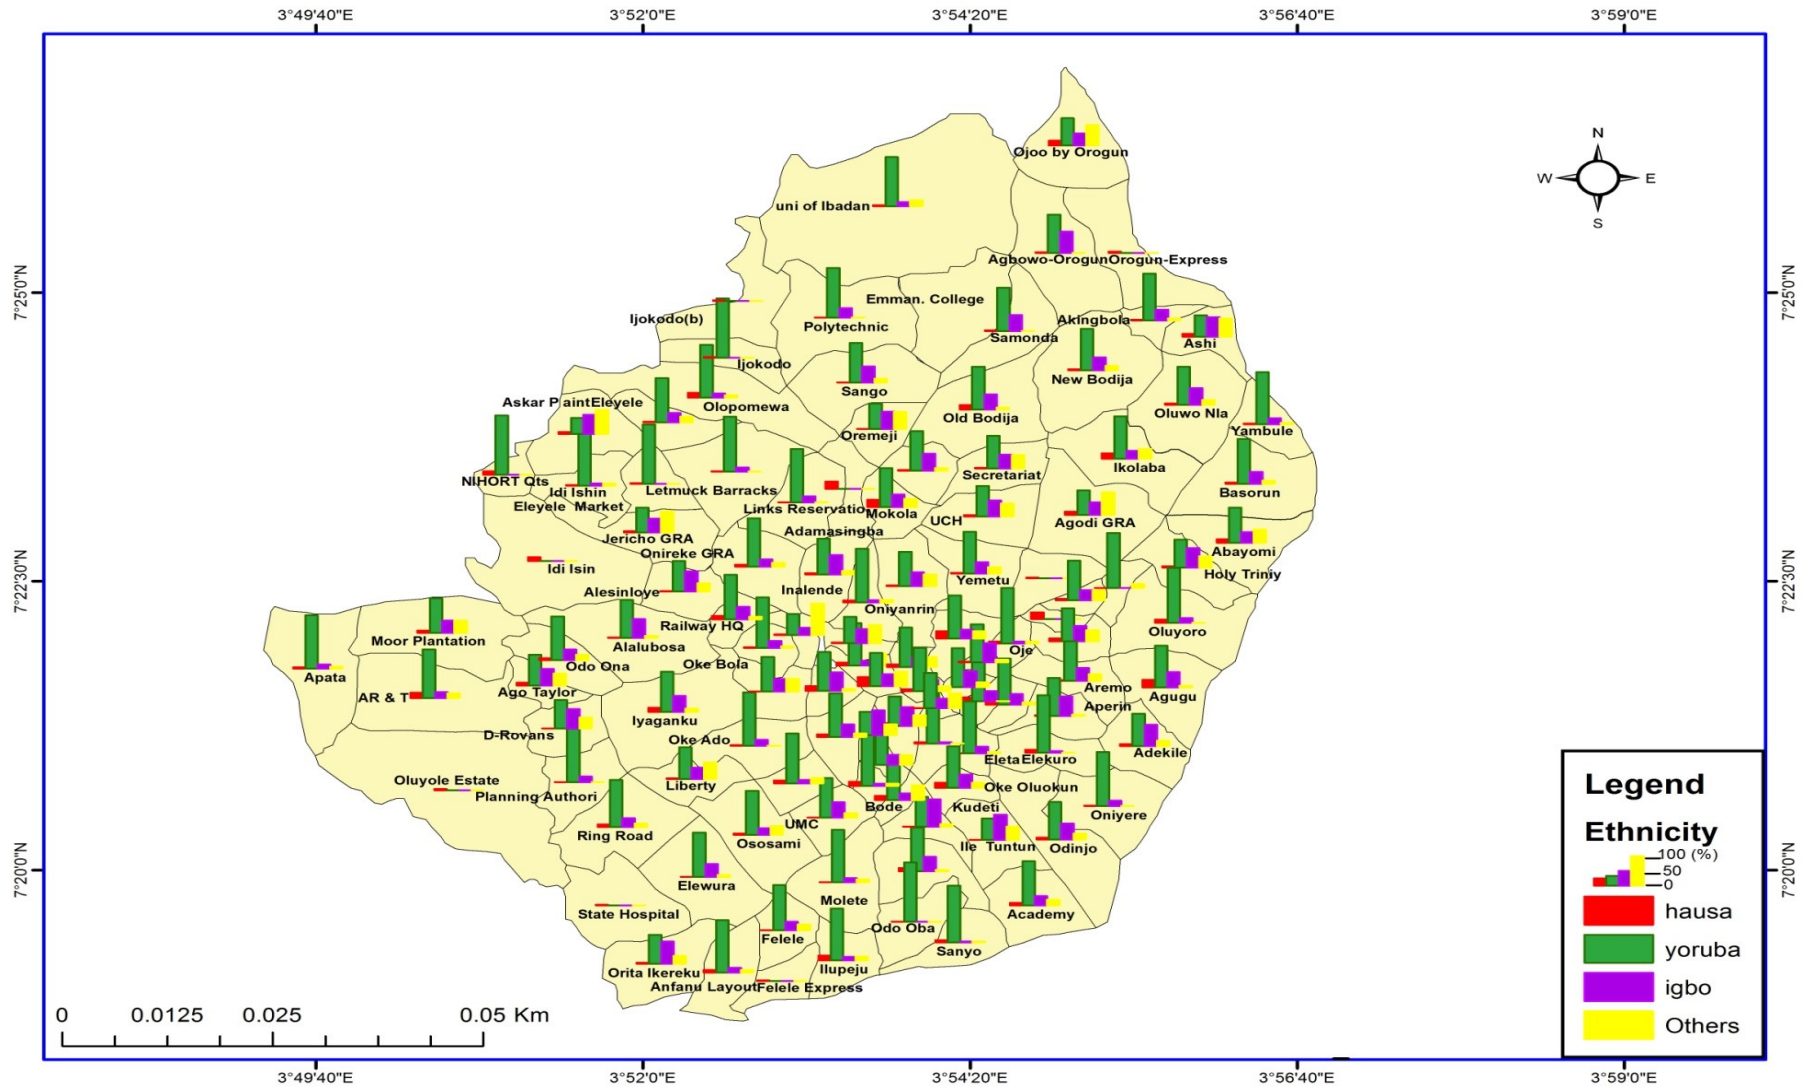 3°49'40"E 3°52'0"E 3°54'20"E 3°56'40"E 3°59'0"E
N
W E
S
Ojoo by Orogun
uni of Ibadan
Agbowo-Orogun Orogun-Express
7°25'0"N 7°25'0"N
Emman. College
Ijokodo(b)
Polytechnic
Akingbola
Samonda
Ashi
Ijokodo
New Bodija
Sango
Askar Paint Eleyele
Olopomewa
Oluwo Nla
Old Bodija
Yambule
Oremeji
Ikolaba
Secretariat
NIHORT Qts
Idi Ishin
Letmuck Barracks
Basorun
Eleyele Market
Links Reservatio
Mokola
UCH
Agodi GRA
Adamasingba
Jericho GRA
Onireke GRA
Abayomi
Idi Isin
Holy Triniy
Yemetu
7°22'30"N 7°22'30"N
Alesinloye
Inalende
Oniyanrin
Railway HQ
Oluyoro
Moor Plantation
Alalubosa
Oje
Odo Ona
Oke Bola
Apata
Ago Taylor
Aremo
AR & T
Agugu
Aperin
Iyaganku
D-Rovans
Oke Ado
Adekile
Eleta Elekuro
Oluyole Estate
Liberty
Oke Oluokun
Planning Authori
Bode
Kudeti
Oniyere
UMC
Ring Road
Ososami
Ile Tuntun
Odinjo
7°20'0"N 7°20'0"N
Elewura
Molete
State Hospital
Academy
Odo Oba
Felele
Sanyo
Orita Ikereku
Ilupeju
Anfanu Layout Felele Express
0 0.0125 0.025 0.05 Km
Legend
Ethnicity
100 (%)
50
0
hausa
yoruba
igbo
Others
3°49'40"E 3°52'0"E 3°54'20"E 3°56'40"E 3°59'0"E